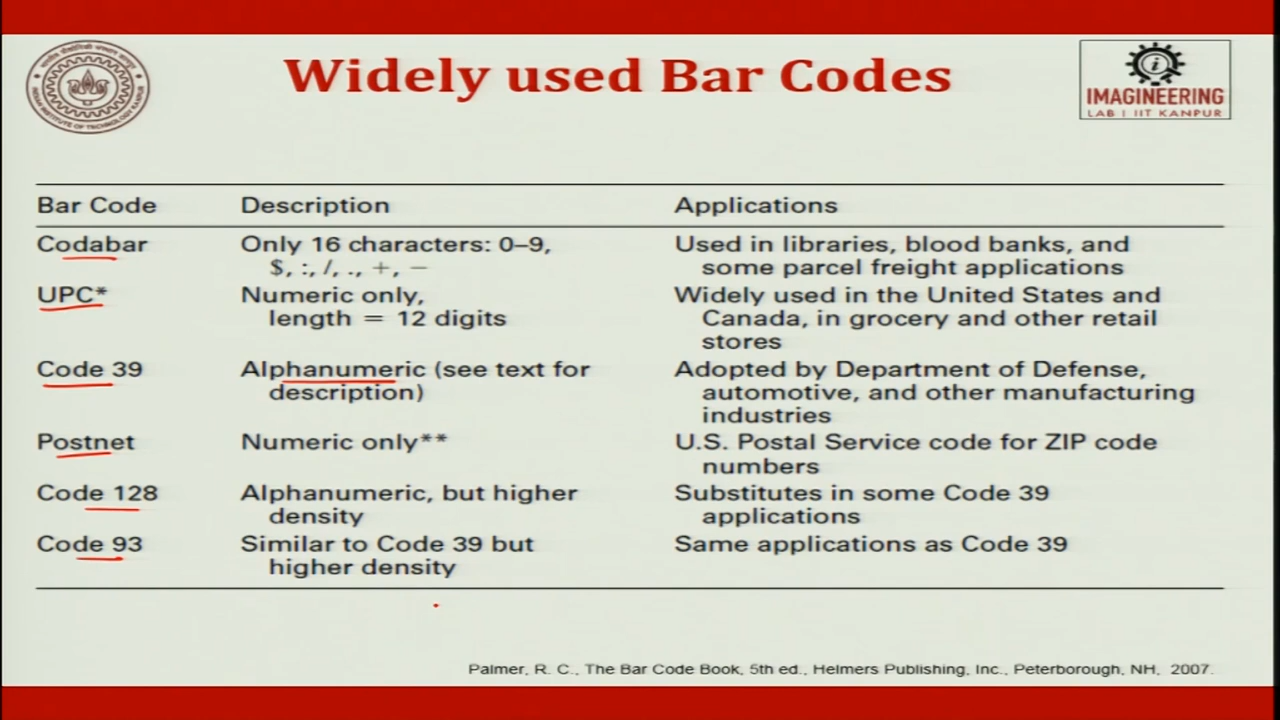 Widely used Bar Codes
IMAGINEERING
LAB | IIT KANPUR
INDIAN INSTITUTE OF TECHNOLOGY KANPUR
Bar Code Description Applications
Codabar Only 16 characters: 0–9, Used in libraries, blood banks, and
$, :, /, ., +, − some parcel freight applications
UPC* Numeric only, Widely used in the United States and
length = 12 digits Canada, in grocery and other retail
stores
Code 39 Alphanumeric (see text for Adopted by Department of Defense,
description) automotive, and other manufacturing
industries
Postnet Numeric only** U.S. Postal Service code for ZIP code
numbers
Code 128 Alphanumeric, but higher Substitutes in some Code 39
density applications
Code 93 Similar to Code 39 but Same applications as Code 39
higher density
Palmer, R. C., The Bar Code Book, 5th ed., Helmers Publishing, Inc., Peterborough, NH, 2007.